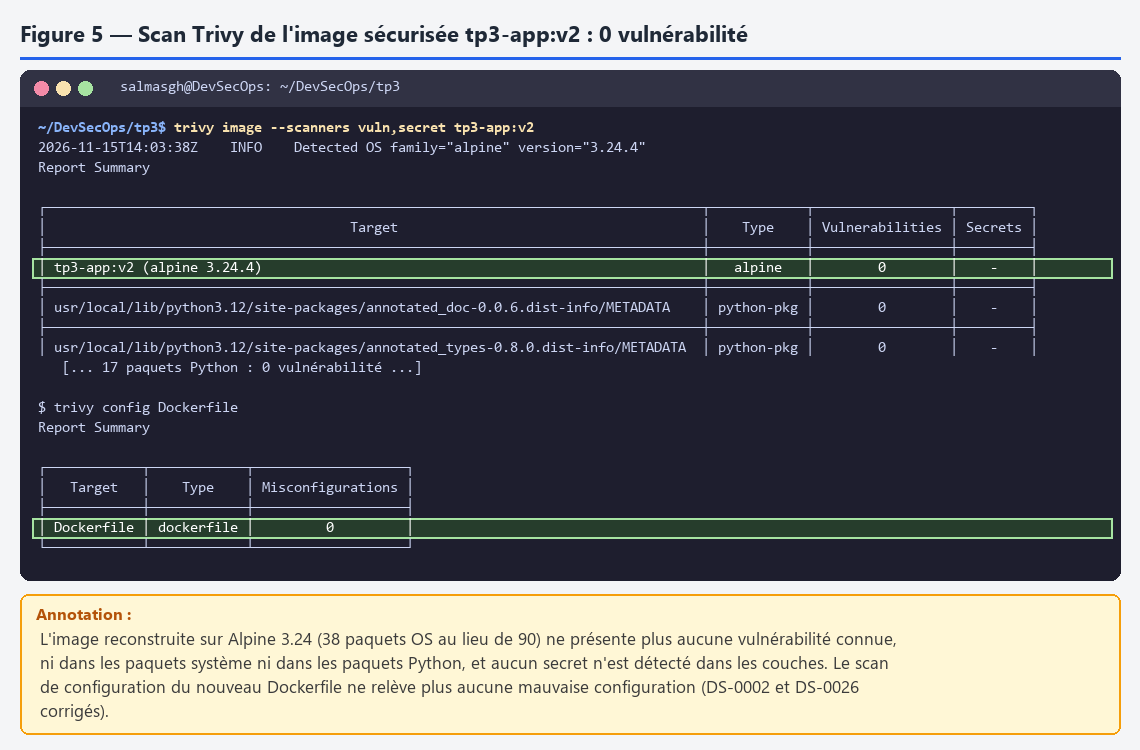 Figure 5 — Scan Trivy de l'image sécurisée tp3-app:v2 : 0 vulnérabilité
salmasgh@DevSecOps: ~/DevSecOps/tp3
~/DevSecOps/tp3$ trivy image --scanners vuln,secret tp3-app:v2
2026-11-15T14:03:38Z    INFO    Detected OS family="alpine" version="3.24.4"
Report Summary
Target Type Vulnerabilities Secrets
tp3-app:v2 (alpine 3.24.4) alpine 0 -
usr/local/lib/python3.12/site-packages/annotated_doc-0.0.6.dist-info/METADATA python-pkg 0 -
usr/local/lib/python3.12/site-packages/annotated_types-0.8.0.dist-info/METADATA python-pkg 0 -
[... 17 paquets Python : 0 vulnérabilité ...]
$ trivy config Dockerfile
Report Summary
Target Type Misconfigurations
Dockerfile dockerfile 0
Annotation :
L'image reconstruite sur Alpine 3.24 (38 paquets OS au lieu de 90) ne présente plus aucune vulnérabilité connue,
ni dans les paquets système ni dans les paquets Python, et aucun secret n'est détecté dans les couches. Le scan
de configuration du nouveau Dockerfile ne relève plus aucune mauvaise configuration (DS-0002 et DS-0026
corrigés).